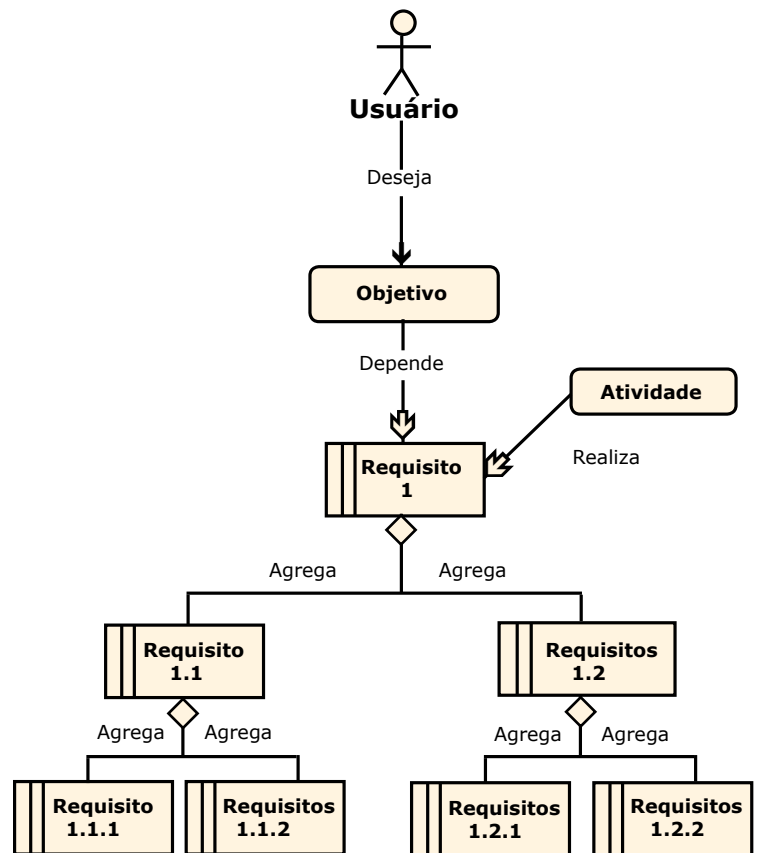 Usuário
Deseja
Objetivo
Depende
Atividade
Realiza
Requisito
1
Agrega
Agrega
Requisito
1.1
Requisitos
1.2
Agrega
Agrega
Agrega
Agrega
Requisito
1.1.1
Requisitos
1.1.2
Requisitos
1.2.1
Requisitos
1.2.2